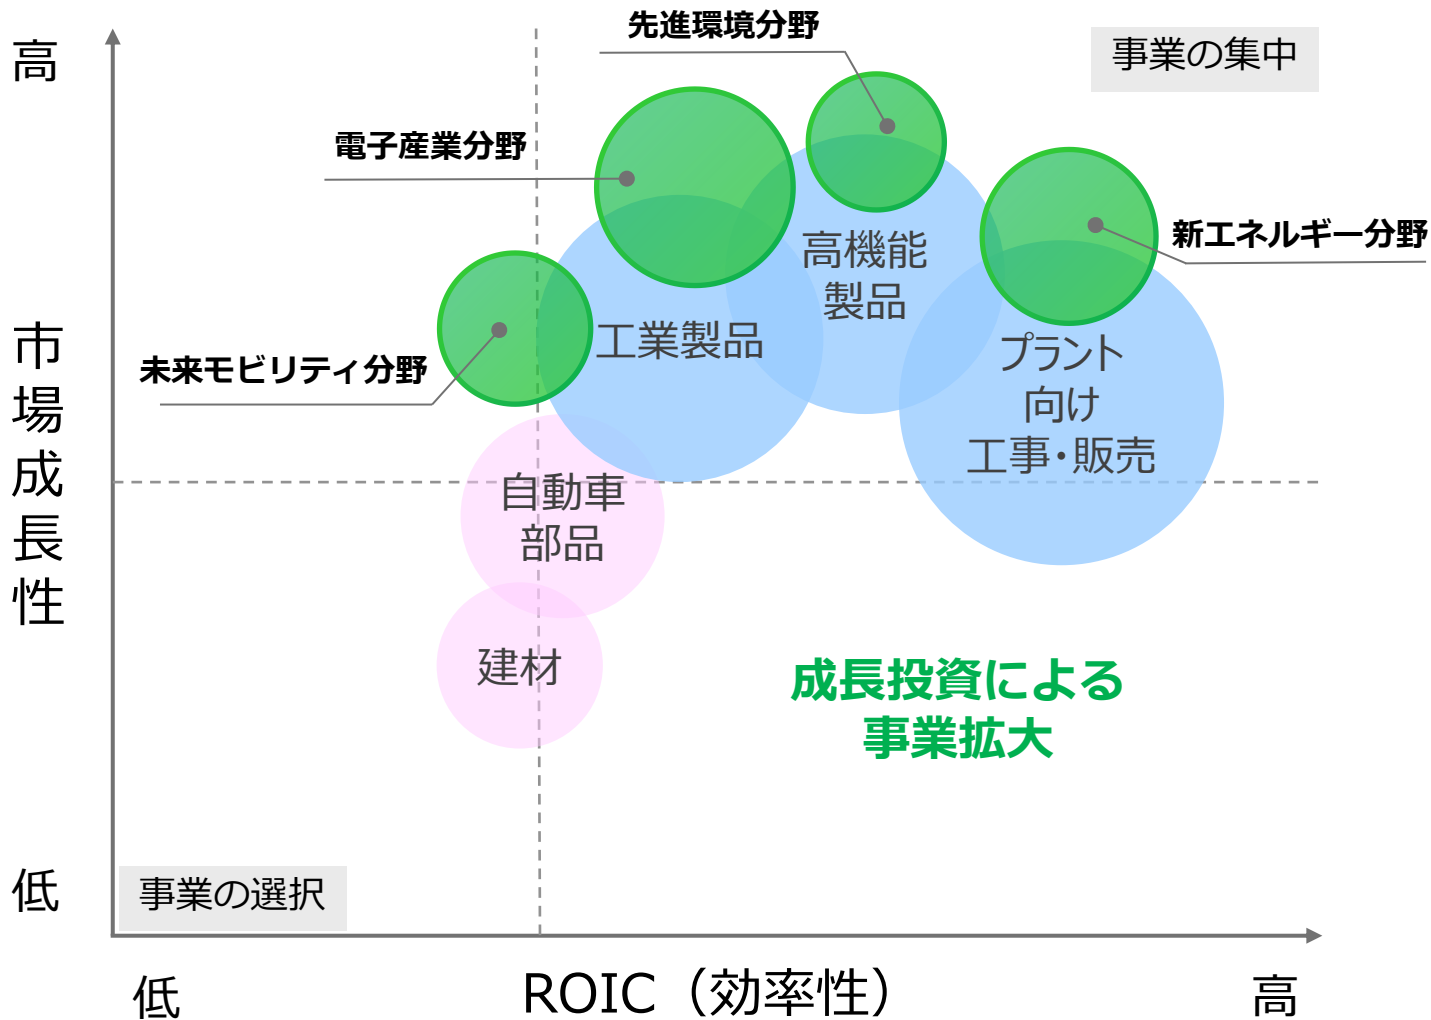 先進環境分野
高
事業の集中
電子産業分野
新エネルギー分野
高機能
製品
工業製品
プラント
向け
工事・販売
未来モビリティ分野
市場成長性
自動車
部品
建材
成長投資による
事業拡大
低
事業の選択
低
ROIC（効率性）
高